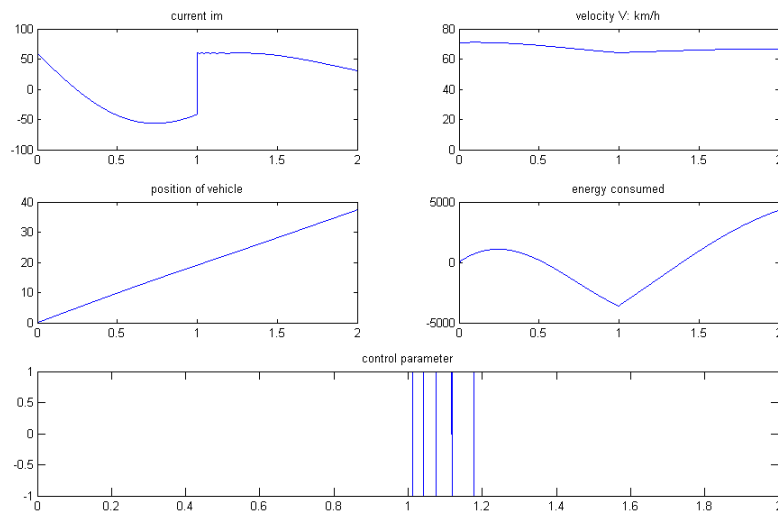 current im
100
50
0
-50
-100
0 0.5 1 1.5 2
velocity V: km/h
80
60
40
20
0
0 0.5 1 1.5 2
position of vehicle
40
30
20
10
0
0 0.5 1 1.5 2
energy consumed
5000
0
-5000
0 0.5 1 1.5 2
control parameter
1
0.5
0
-0.5
-1
0 0.2 0.4 0.6 0.8 1 1.2 1.4 1.6 1.8 2